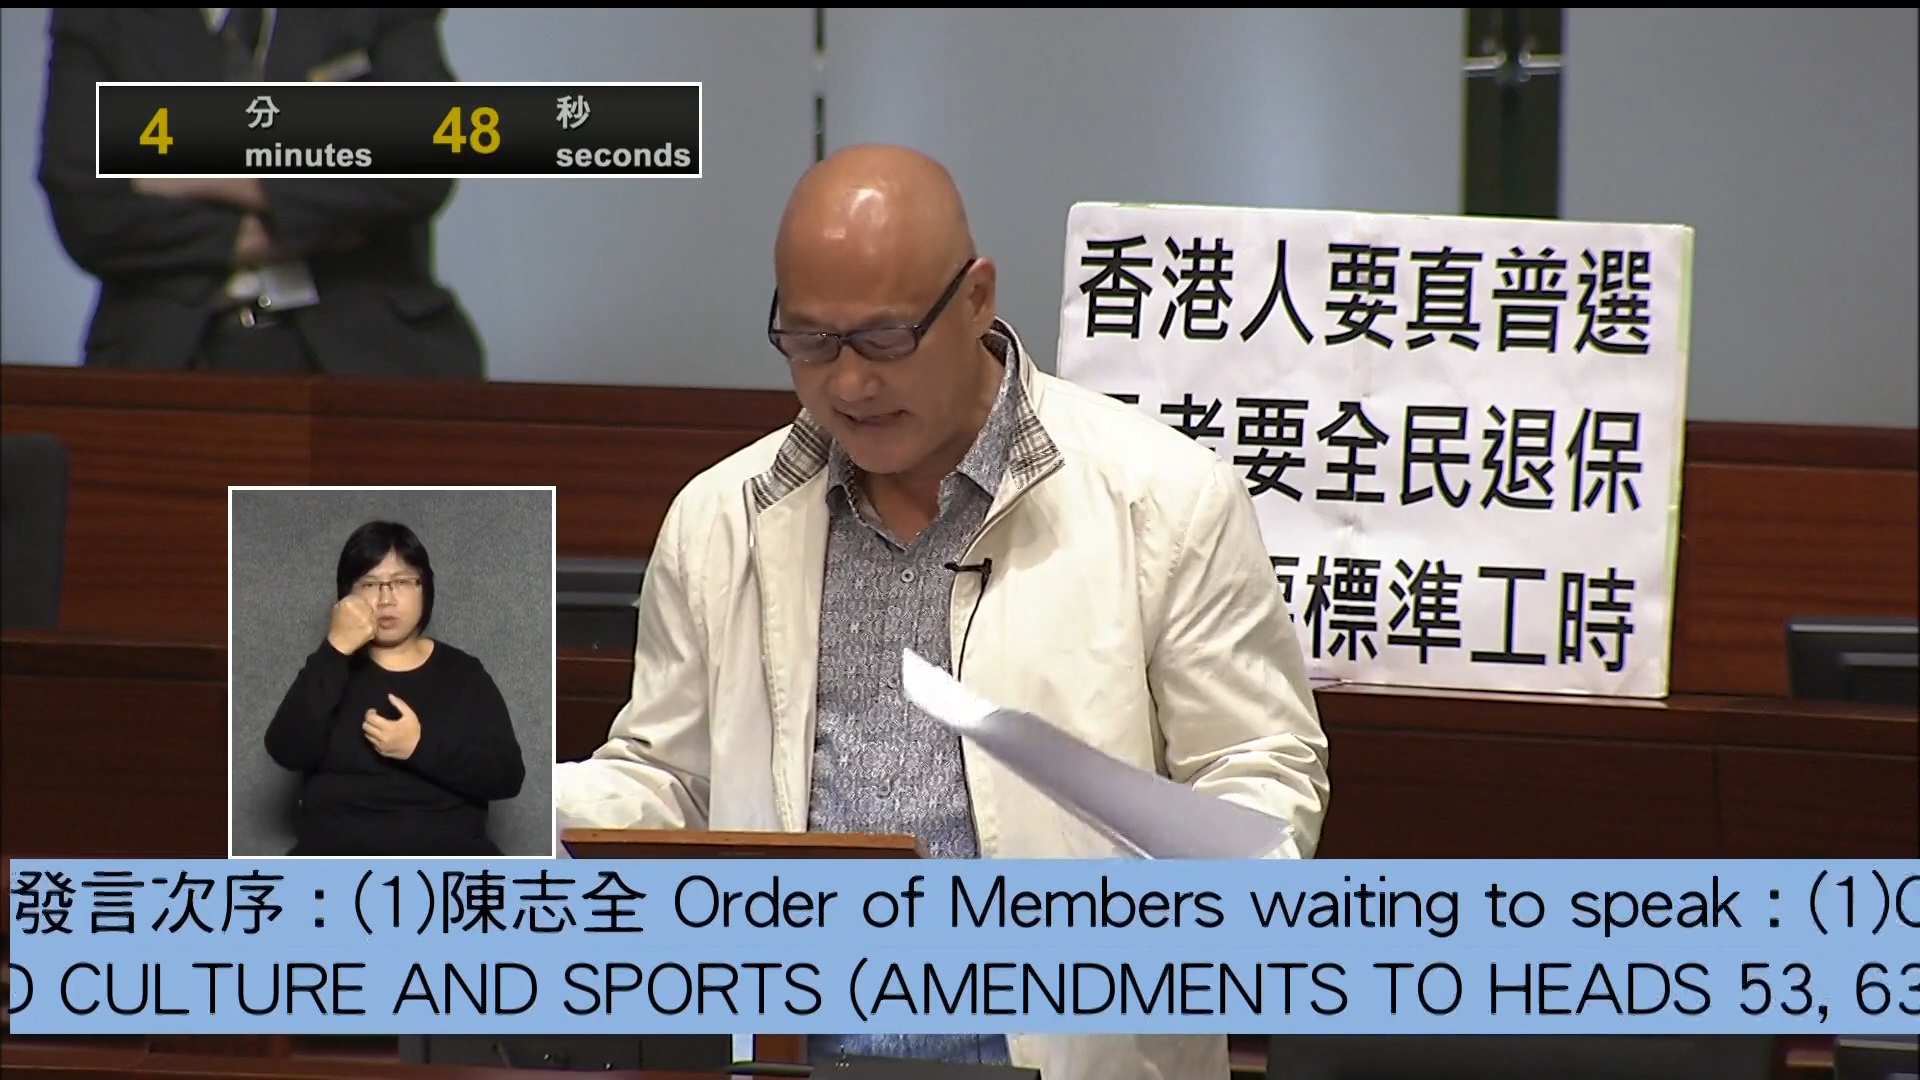 4 分 minutes 48 秒 seconds
香港人要真普選
老要全民退保
要標準工時
發言次序：(1)陳志全 Order of Members waiting to speak : (1)
CULTURE AND SPORTS (AMENDMENTS TO HEADS 53, 63